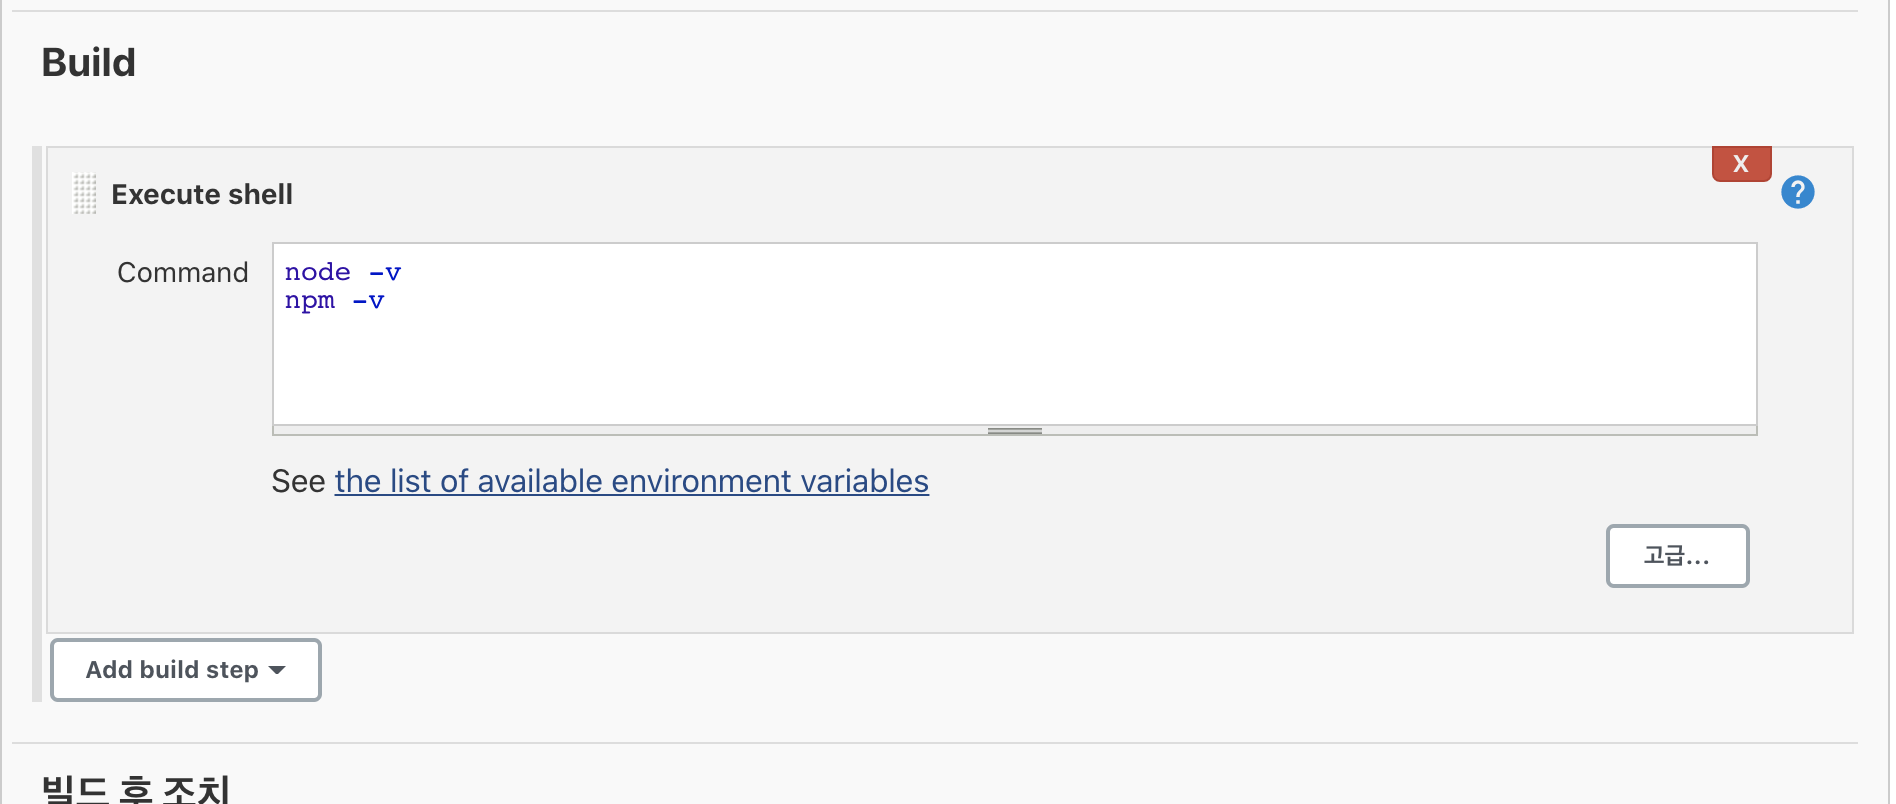 Build
X
?
Execute shell
Command
node -v
npm -v
See the list of available environment variables
고급...
Add build step
빌드 후 조치